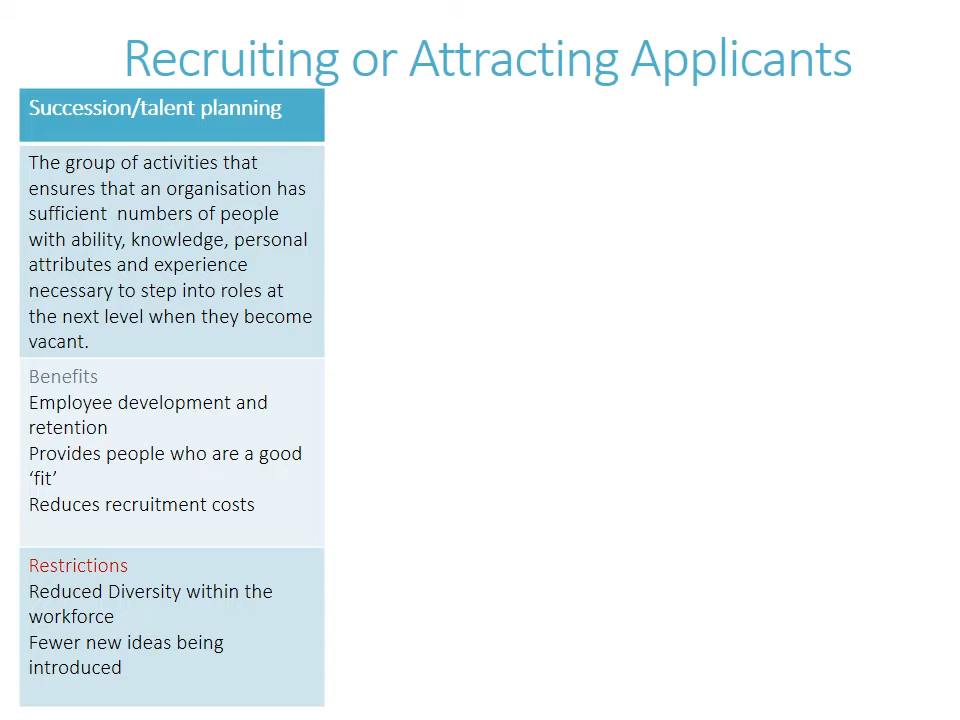 Recruiting or Attracting Applicants
Succession/talent planning
The group of activities that
ensures that an organisation has
sufficient  numbers of people
with ability, knowledge, personal
attributes and experience
necessary to step into roles at
the next level when they become
vacant.
Benefits
Employee development and
retention
Provides people who are a good
‘fit’
Reduces recruitment costs
Restrictions
Reduced Diversity within the
workforce
Fewer new ideas being
introduced